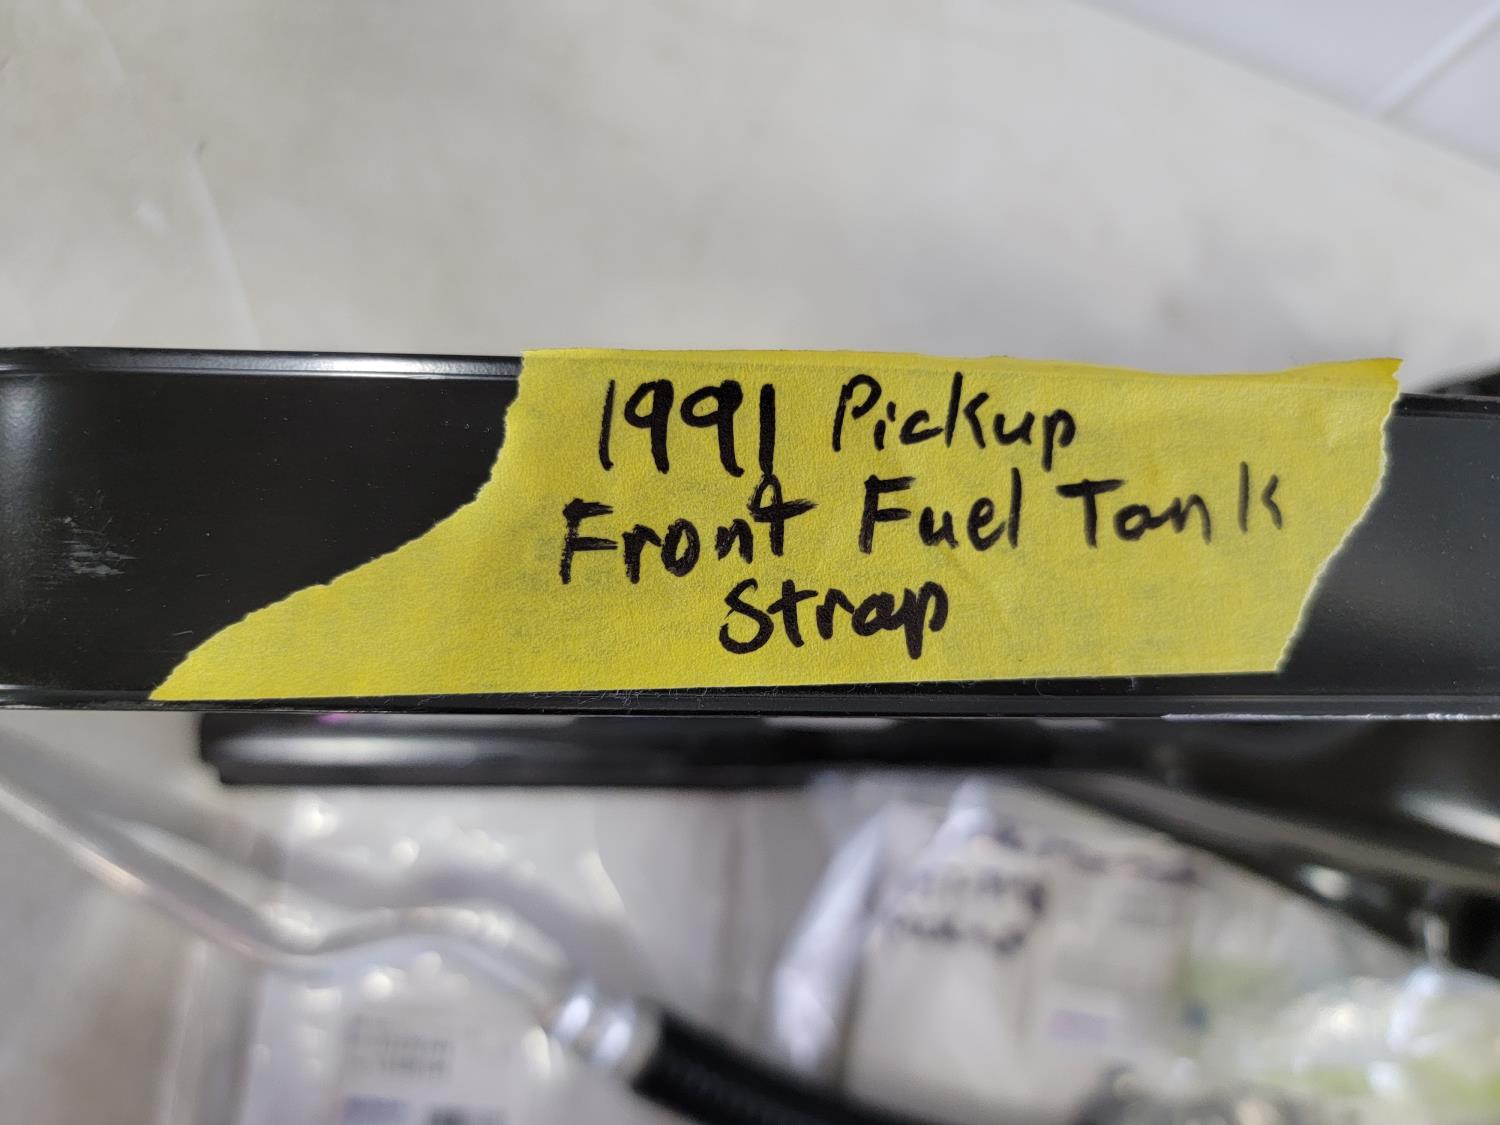 1991 Pickup
Front Fuel Tank
Strap